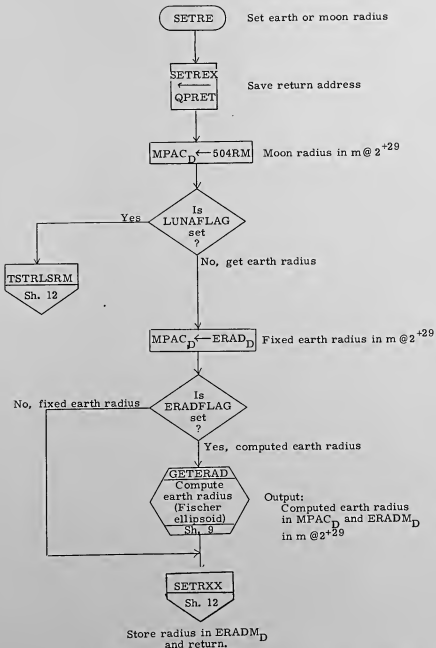 SETRE
Set earth or moon radius
SETREX
←
QPRET
Save return address
MPAC_D ← 504RM
Moon radius in m @ 2^+29
Is
LUNAFLAG
set
?
Yes
No, get earth radius
TSTRLSRM
Sh. 12
MPAC_D ← ERAD_D
Fixed earth radius in m @2^+29
Is
ERADFLAG
set
?
No, fixed earth radius
Yes, computed earth radius
GETERAD
Compute
earth radius
(Fischer
ellipsoid)
Sh. 9
Output:
Computed earth radius
in MPAC_D and ERADM_D
in m @2^+29
SETRXX
Sh. 12
Store radius in ERADM_D
and return.